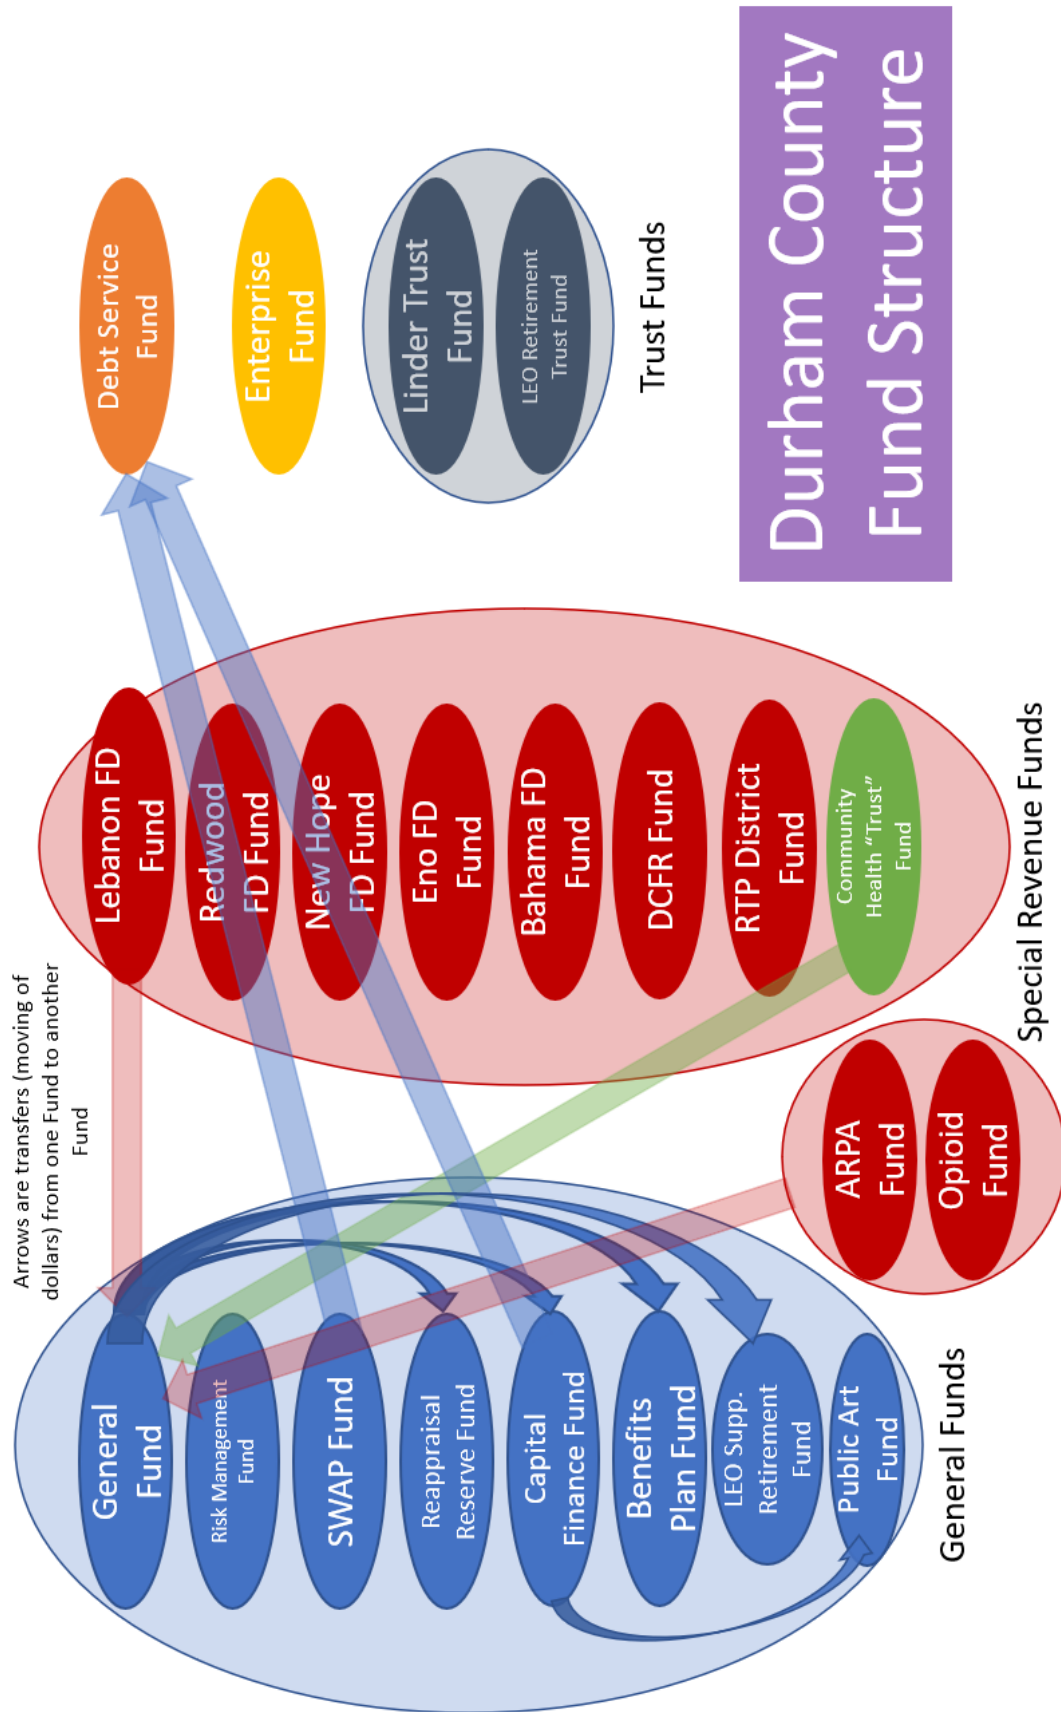 Arrows are transfers (moving of
dollars) from one Fund to another
Fund
General
Fund
Risk Management
Fund
SWAP Fund
Reappraisal
Reserve Fund
Capital
Finance Fund
Benefits
Plan Fund
LEO Supp.
Retirement
Fund
Public Art
Fund
General Funds
Lebanon FD
Fund
Redwood
FD Fund
New Hope
FD Fund
Eno FD
Fund
Bahama FD
Fund
DCFR Fund
RTP District
Fund
Community
Health “Trust”
Fund
ARPA
Fund
Opioid
Fund
Special Revenue Funds
Debt Service
Fund
Enterprise
Fund
Linder Trust
Fund
LEO Retirement
Trust Fund
Trust Funds
Durham County
Fund Structure